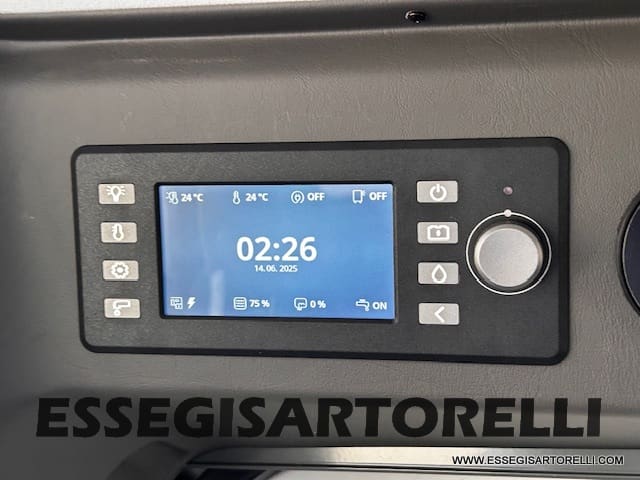 24 °C 24 °C OFF OFF
02:26
14. 06. 2025
75 % 0 % ON
ESSEGISARTORELLI
WWW.ESSEGISARTORELLI.COM